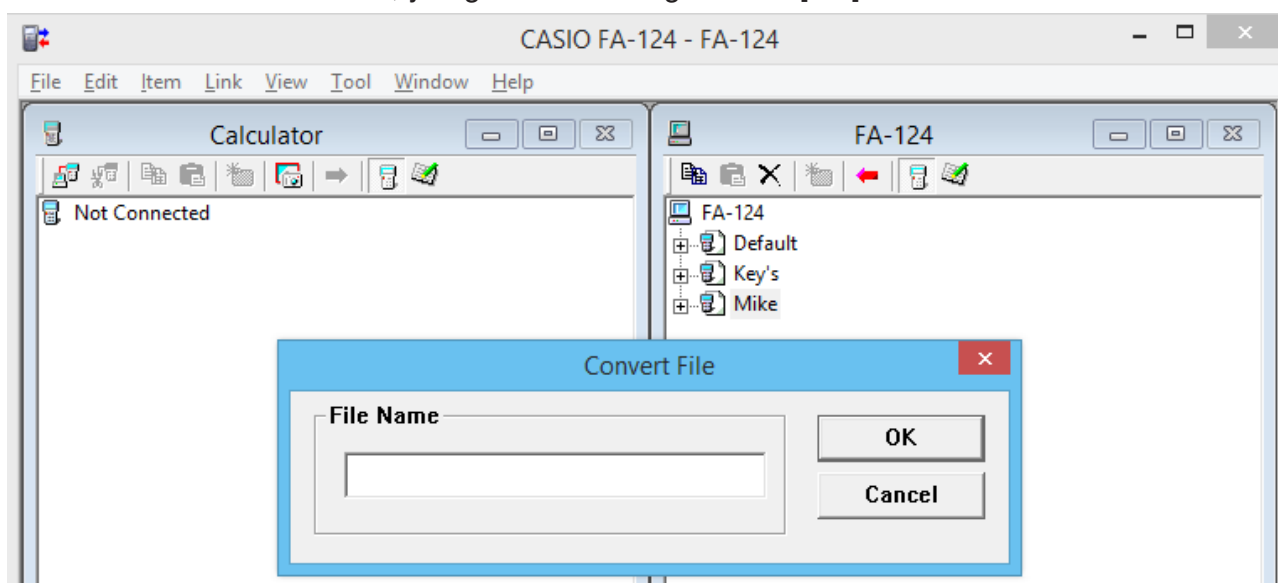 CASIO FA-124 - FA-124
File Edit Item Link View Tool Window Help
Calculator
FA-124
Not Connected
FA-124
Default
Key's
Mike
Convert File
File Name
OK
Cancel